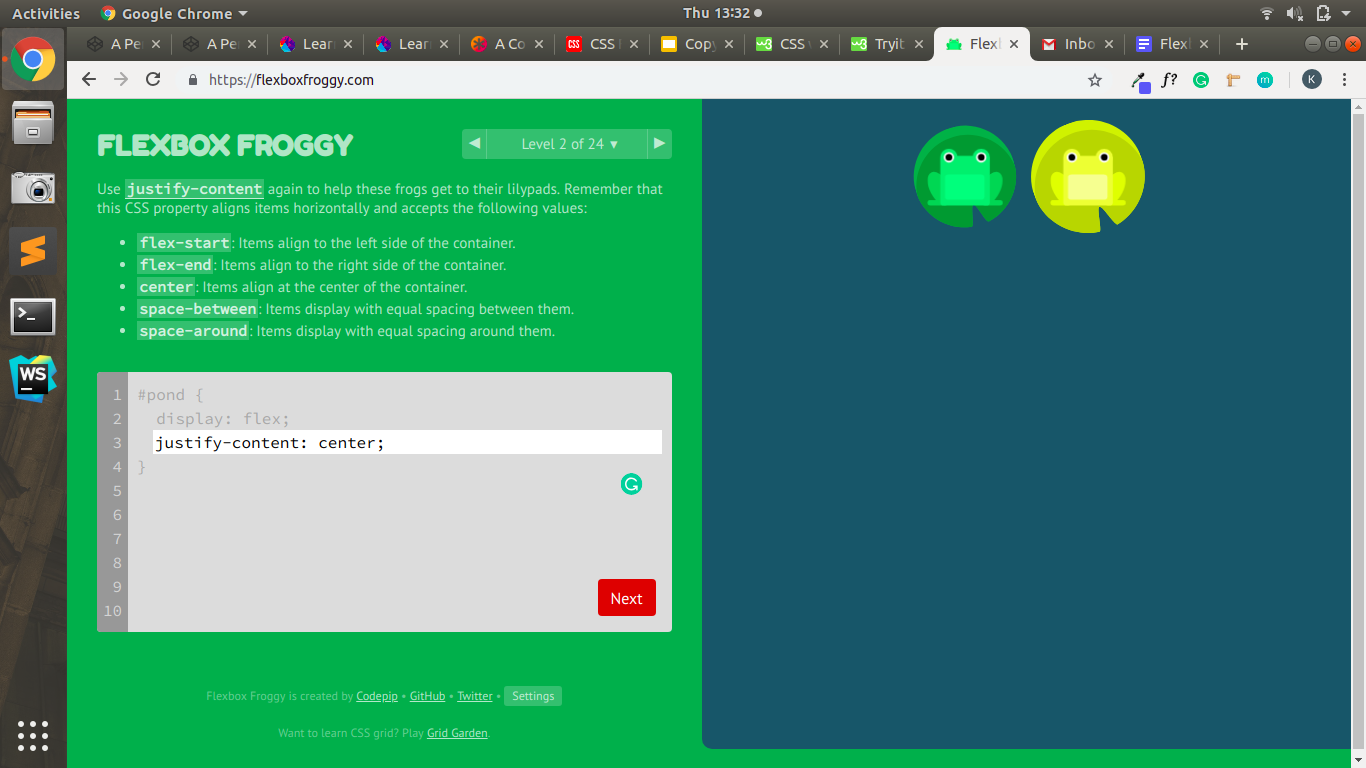 Activities Google Chrome ▾ Thu 13:32
A Pe A Pe Learn Lear A Co CSS Copy CSS v Tryit Flex Inbo Flex
https://flexboxfroggy.com f? K
FLEXBOX FROGGY
◀ Level 2 of 24 ▾ ▶
Use justify-content again to help these frogs get to their lilypads. Remember that
this CSS property aligns items horizontally and accepts the following values:
• flex-start: Items align to the left side of the container.
• flex-end: Items align to the right side of the container.
• center: Items align at the center of the container.
• space-between: Items display with equal spacing between them.
• space-around: Items display with equal spacing around them.
1 #pond {
2 display: flex;
3 justify-content: center;
4 }
5
6
7
8
9
10
Next
Flexbox Froggy is created by Codepip • GitHub • Twitter • Settings
Want to learn CSS grid? Play Grid Garden.
WS